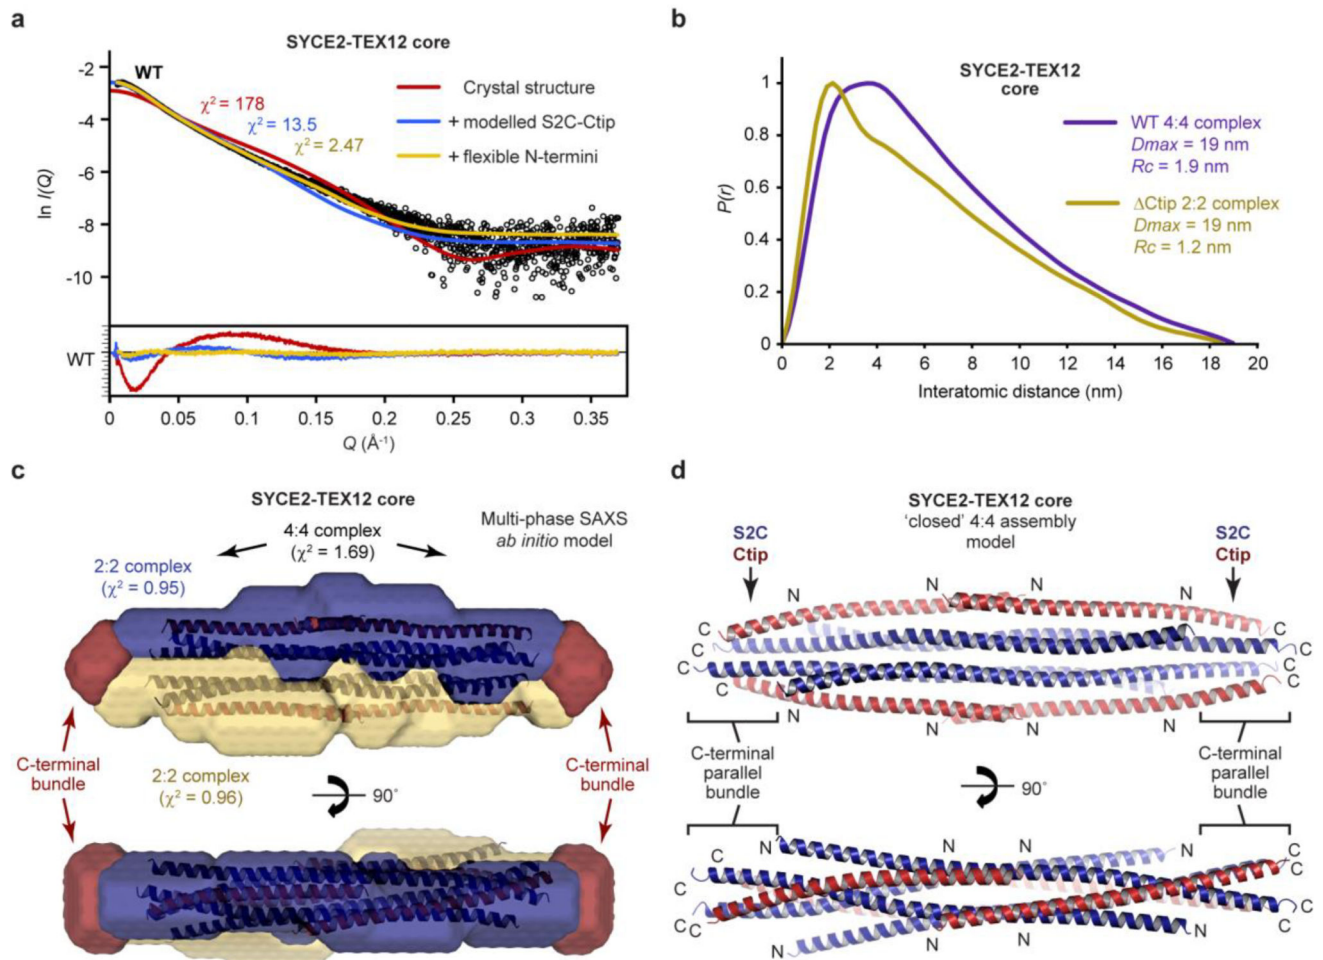 a
SYCE2-TEX12 core
WT
χ² = 178
χ² = 13.5
χ² = 2.47
Crystal structure
+ modelled S2C-Ctip
+ flexible N-termini
ln I(Q)
-2
-4
-6
-8
-10
WT
0 0.05 0.1 0.15 0.2 0.25 0.3 0.35
Q (Å⁻¹)
b
SYCE2-TEX12
core
WT 4:4 complex
Dmax = 19 nm
Rc = 1.9 nm
ΔCtip 2:2 complex
Dmax = 19 nm
Rc = 1.2 nm
P(r)
1
0.8
0.6
0.4
0.2
0
0 2 4 6 8 10 12 14 16 18 20
Interatomic distance (nm)
c
SYCE2-TEX12 core
4:4 complex
(χ² = 1.69)
Multi-phase SAXS
ab initio model
2:2 complex
(χ² = 0.95)
C-terminal
bundle
2:2 complex
(χ² = 0.96)
90°
C-terminal
bundle
d
SYCE2-TEX12 core
'closed' 4:4 assembly
model
S2C
Ctip
S2C
Ctip
N N N N
C C C C
C C C C
N N N N
C-terminal
parallel
bundle
90°
C-terminal
parallel
bundle
N N N N
C C C C
C C C C
N N N N